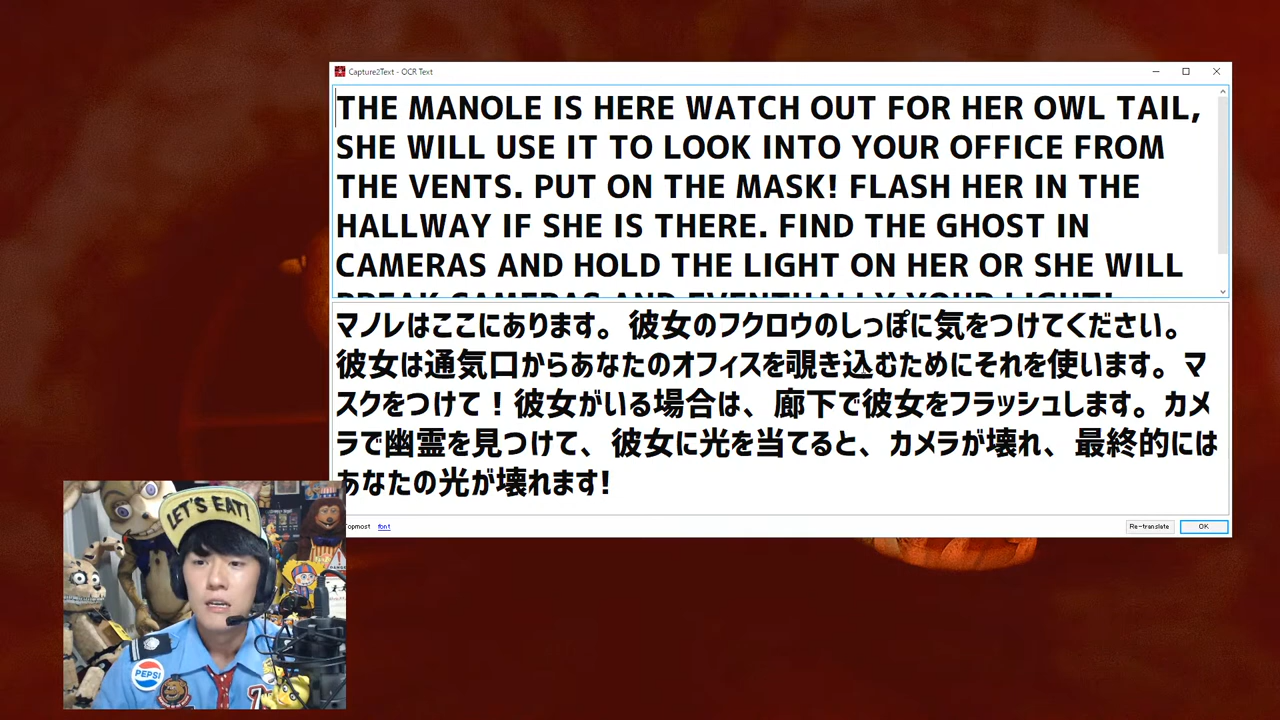 Capture2Text - OCR Text
THE MANOLE IS HERE WATCH OUT FOR HER OWL TAIL,
SHE WILL USE IT TO LOOK INTO YOUR OFFICE FROM
THE VENTS. PUT ON THE MASK! FLASH HER IN THE
HALLWAY IF SHE IS THERE. FIND THE GHOST IN
CAMERAS AND HOLD THE LIGHT ON HER OR SHE WILL
BREAK CAMERAS AND EVENTUALLY YOUR LIGHT!
マノレはここにあります。彼女のフクロウのしっぽに気をつけてください。
彼女は通気口からあなたのオフィスを覗き込むためにそれを使います。マ
スクをつけて！彼女がいる場合は、廊下で彼女をフラッシュします。カメ
ラで幽霊を見つけて、彼女に光を当てると、カメラが壊れ、最終的には
あなたの光が壊れます!
Topmost font
Re-translate OK
LET'S EAT!
PEPSI